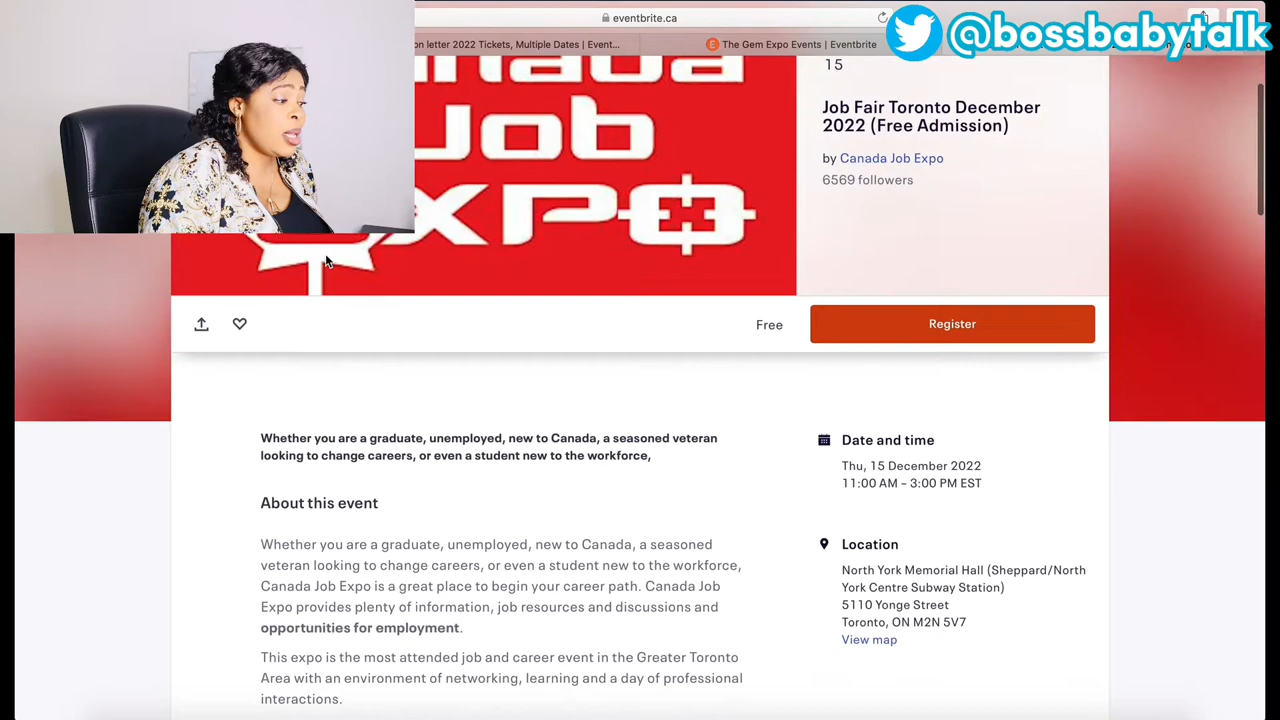 eventbrite.ca
@bossbabytalk
on letter 2022 Tickets, Multiple Dates | Event...
The Gem Expo Events | Eventbrite
15
Canada
Job
EXPO
Job Fair Toronto December
2022 (Free Admission)
by Canada Job Expo
6569 followers
Free
Register
Whether you are a graduate, unemployed, new to Canada, a seasoned veteran
looking to change careers, or even a student new to the workforce,
About this event
Whether you are a graduate, unemployed, new to Canada, a seasoned
veteran looking to change careers, or even a student new to the workforce,
Canada Job Expo is a great place to begin your career path. Canada Job
Expo provides plenty of information, job resources and discussions and
opportunities for employment.
This expo is the most attended job and career event in the Greater Toronto
Area with an environment of networking, learning and a day of professional
interactions.
Date and time
Thu, 15 December 2022
11:00 AM – 3:00 PM EST
Location
North York Memorial Hall (Sheppard/North
York Centre Subway Station)
5110 Yonge Street
Toronto, ON M2N 5V7
View map